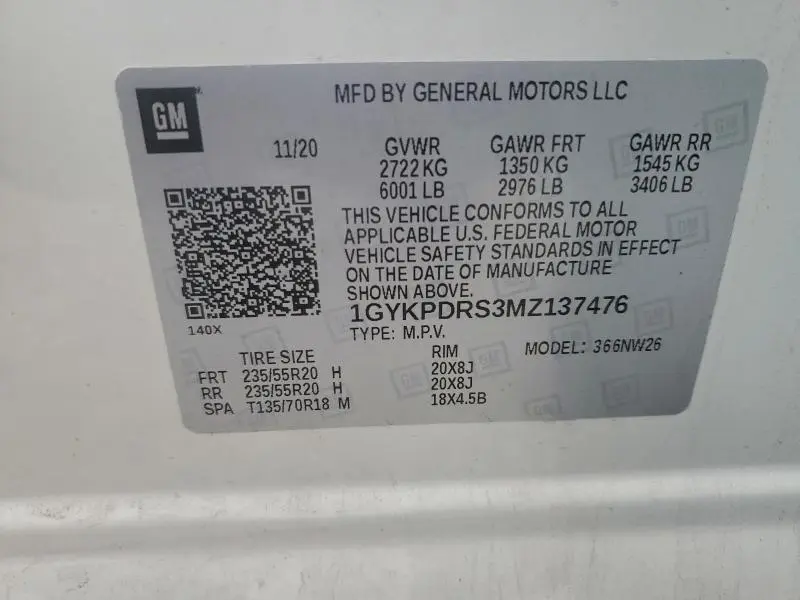 GM
MFD BY GENERAL MOTORS LLC
11/20 GVWR GAWR FRT GAWR RR
2722 KG 1350 KG 1545 KG
6001 LB 2976 LB 3406 LB
THIS VEHICLE CONFORMS TO ALL
APPLICABLE U.S. FEDERAL MOTOR
VEHICLE SAFETY STANDARDS IN EFFECT
ON THE DATE OF MANUFACTURE
SHOWN ABOVE.
1GYKPDRS3MZ137476
140X
TYPE: M.P.V.
TIRE SIZE RIM MODEL: 366NW26
FRT 235/55R20 H 20X8J
RR 235/55R20 H 20X8J
SPA T135/70R18 M 18X4.5B